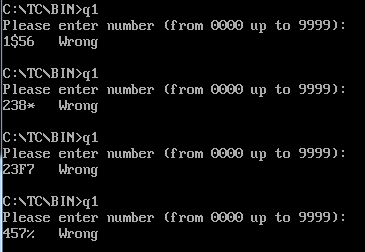 C:\TC\BIN>q1
Please enter number (from 0000 up to 9999):
1$56   Wrong
C:\TC\BIN>q1
Please enter number (from 0000 up to 9999):
238*   Wrong
C:\TC\BIN>q1
Please enter number (from 0000 up to 9999):
23F7   Wrong
C:\TC\BIN>q1
Please enter number (from 0000 up to 9999):
457%   Wrong